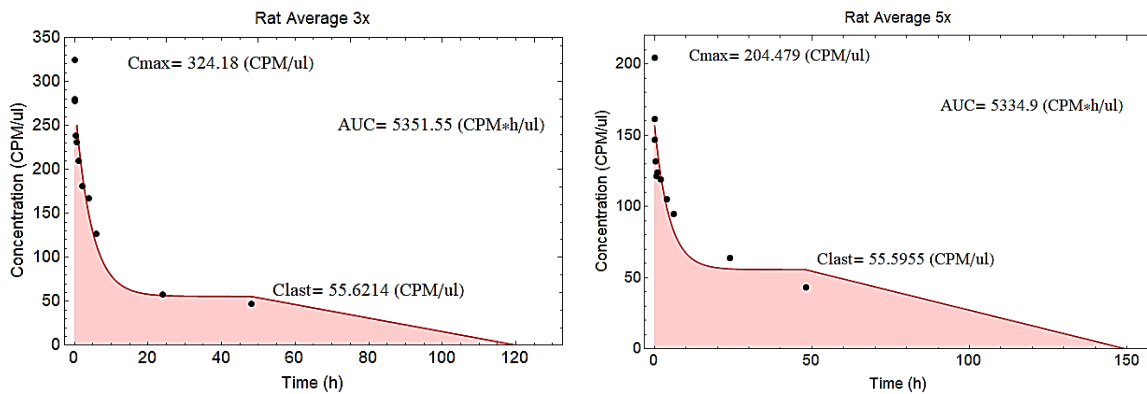 Rat Average 3x
Concentration (CPM/ul)
350
300
250
200
150
100
50
0
Cmax= 324.18 (CPM/ul)
AUC= 5351.55 (CPM*h/ul)
Clast= 55.6214 (CPM/ul)
0 20 40 60 80 100 120
Time (h)
Rat Average 5x
Concentration (CPM/ul)
200
150
100
50
0
Cmax= 204.479 (CPM/ul)
AUC= 5334.9 (CPM*h/ul)
Clast= 55.5955 (CPM/ul)
0 50 100 150
Time (h)